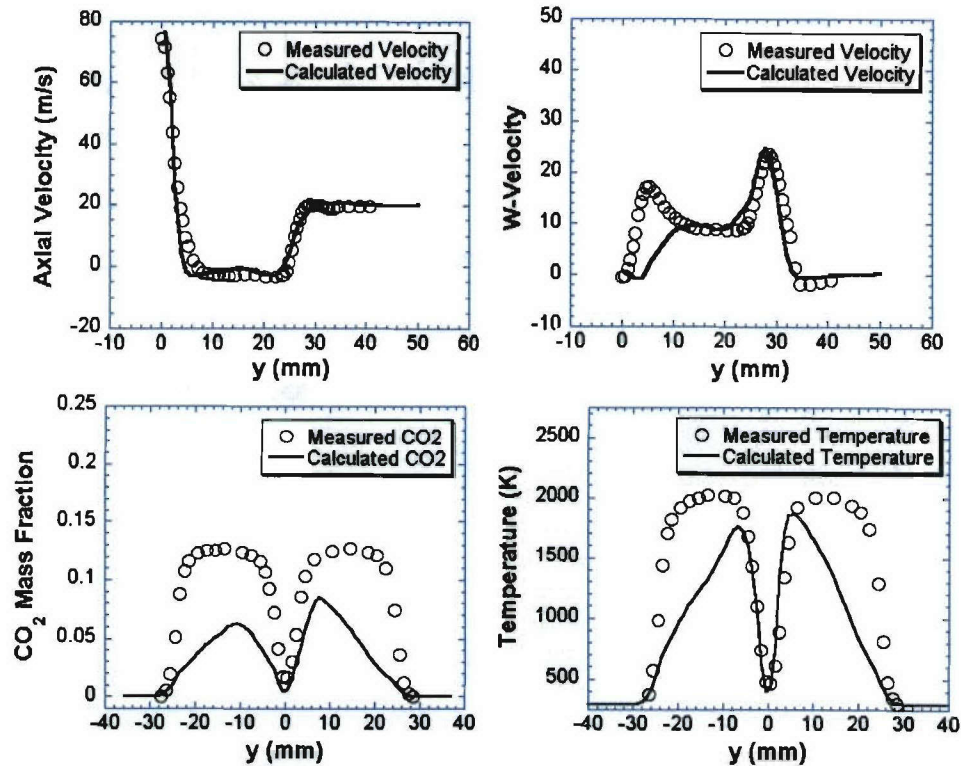 80
60
40
20
0
-20
Axial Velocity (m/s)
Measured Velocity
Calculated Velocity
-10 0 10 20 30 40 50 60
y (mm)
50
40
30
20
10
0
-10
W-Velocity
Measured Velocity
Calculated Velocity
-10 0 10 20 30 40 50 60
y (mm)
0.25
0.2
0.15
0.1
0.05
0
CO2 Mass Fraction
Measured CO2
Calculated CO2
-40 -30 -20 -10 0 10 20 30 40
y (mm)
2500
2000
1500
1000
500
Temperature (K)
Measured Temperature
Calculated Temperature
-40 -30 -20 -10 0 10 20 30 40
y (mm)